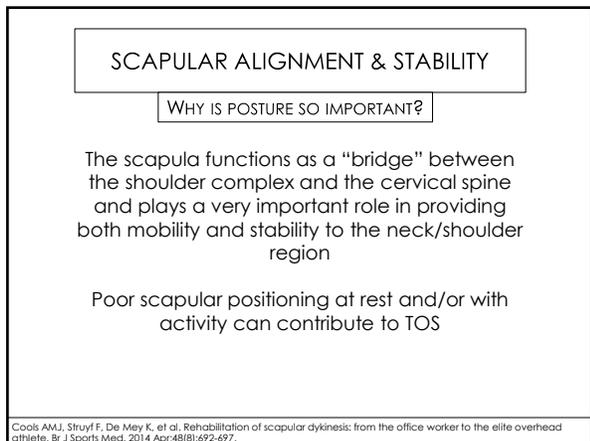 SCAPULAR ALIGNMENT & STABILITY
WHY IS POSTURE SO IMPORTANT?
The scapula functions as a “bridge” between
the shoulder complex and the cervical spine
and plays a very important role in providing
both mobility and stability to the neck/shoulder
region
Poor scapular positioning at rest and/or with
activity can contribute to TOS
Cools AMJ, Struyf F, De Mey K, et al. Rehabilitation of scapular dykinesis: from the office worker to the elite overhead
athlete. Br J Sports Med. 2014 Apr;48(8):692-697.